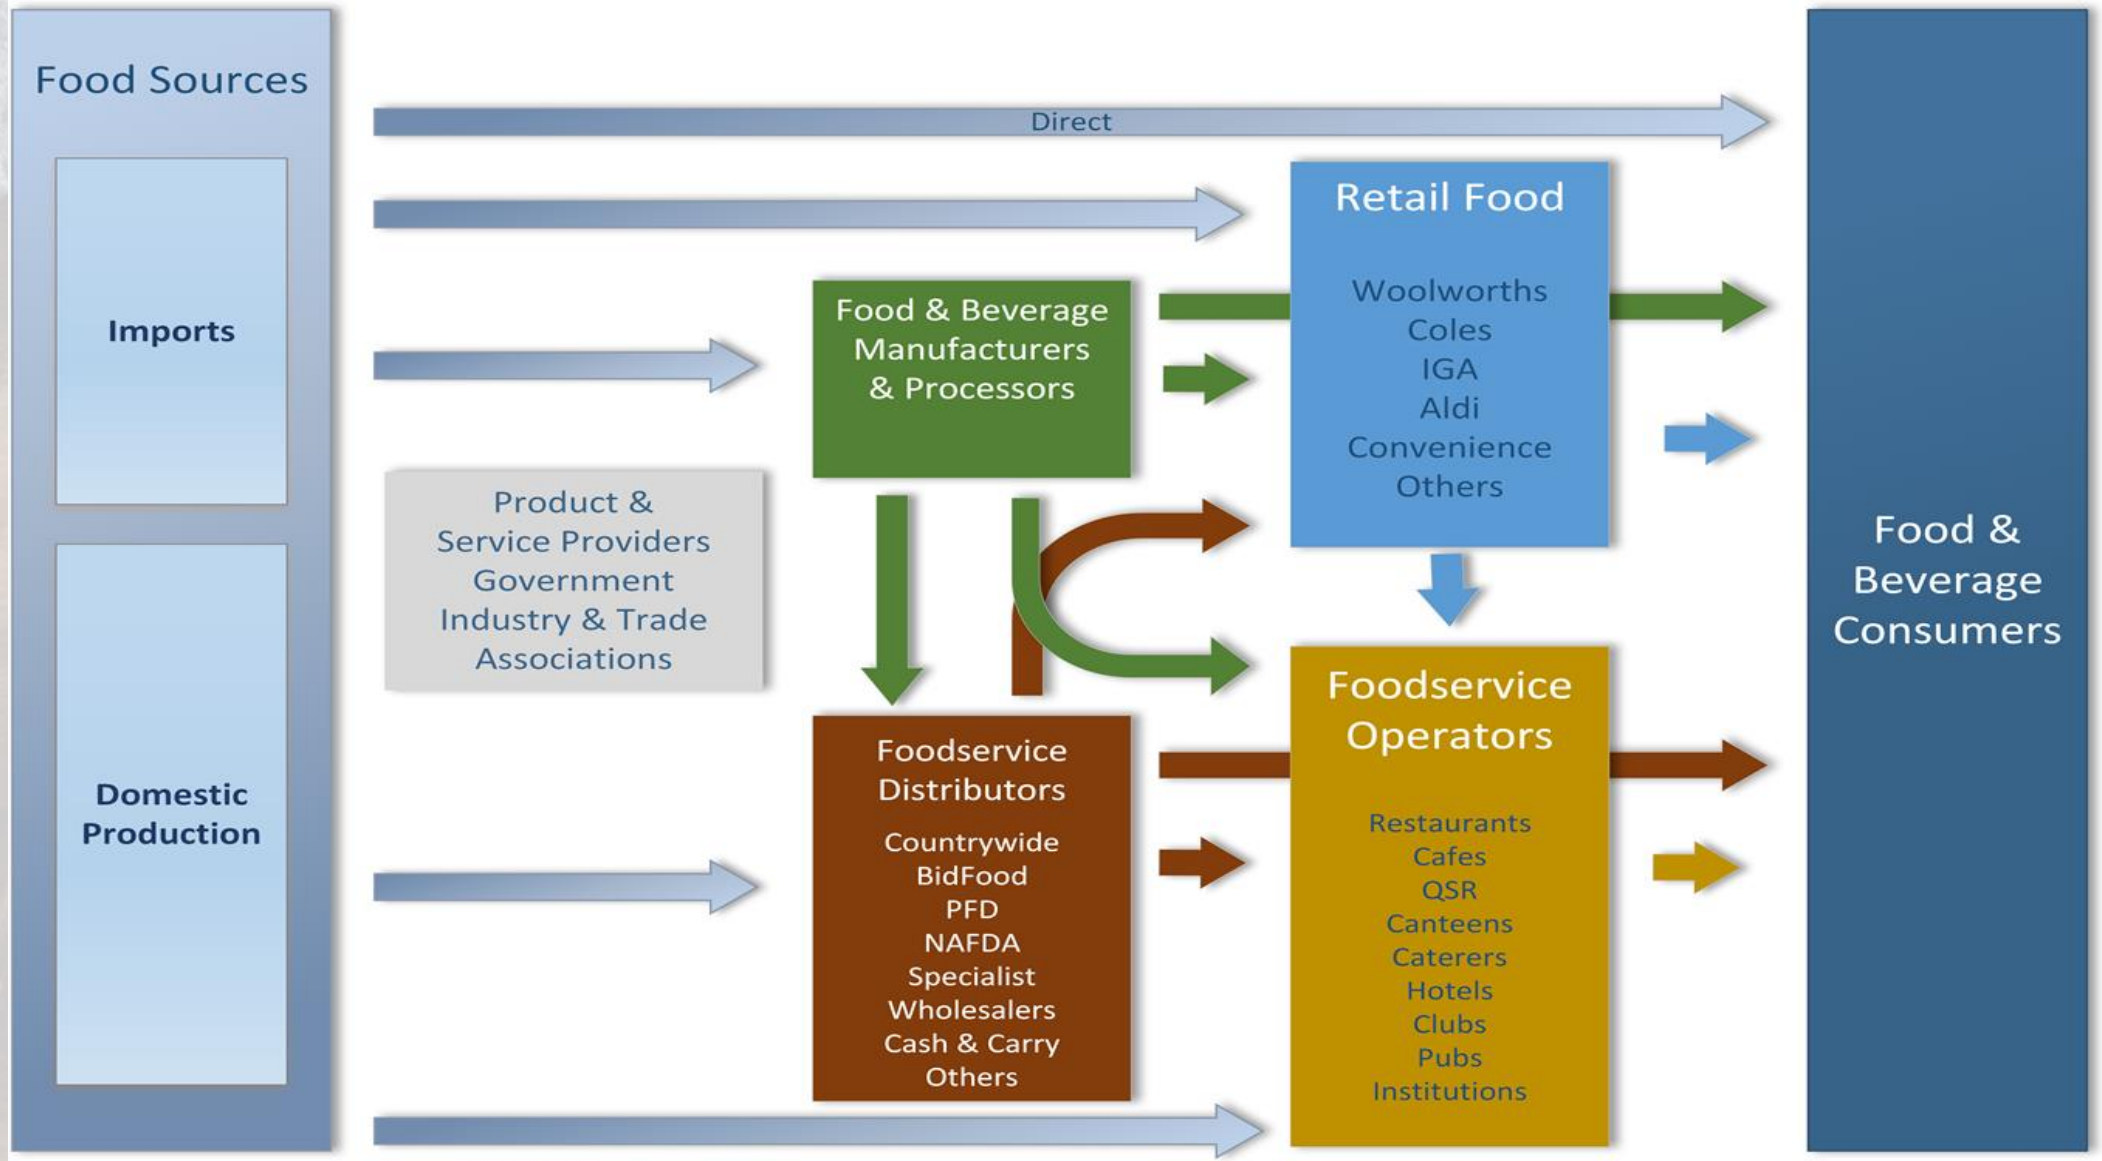 Food Sources
Imports
Domestic
Production
Direct
Product &
Service Providers
Government
Industry & Trade
Associations
Food & Beverage
Manufacturers
& Processors
Foodservice
Distributors
Countrywide
BidFood
PFD
NAFDA
Specialist
Wholesalers
Cash & Carry
Others
Retail Food
Woolworths
Coles
IGA
Aldi
Convenience
Others
Foodservice
Operators
Restaurants
Cafes
QSR
Canteens
Caterers
Hotels
Clubs
Pubs
Institutions
Food &
Beverage
Consumers